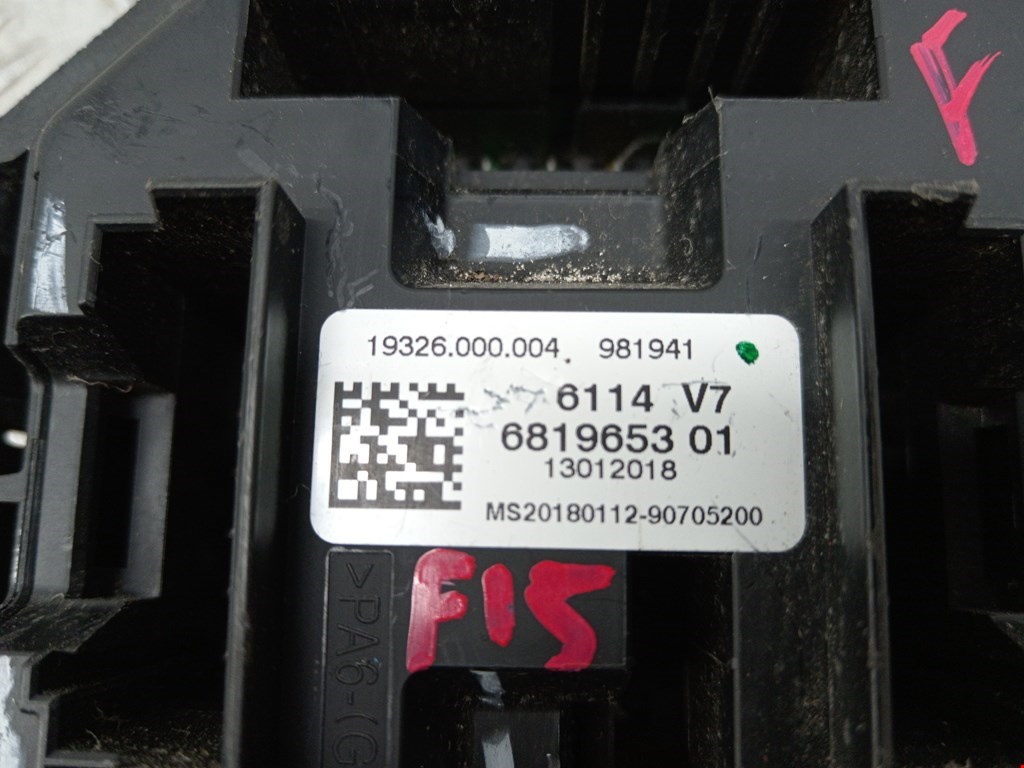 F
19326.000.004. 981941
6114 V7
6819653 01
13012018
MS20180112-90705200
F15
>PA6-(G